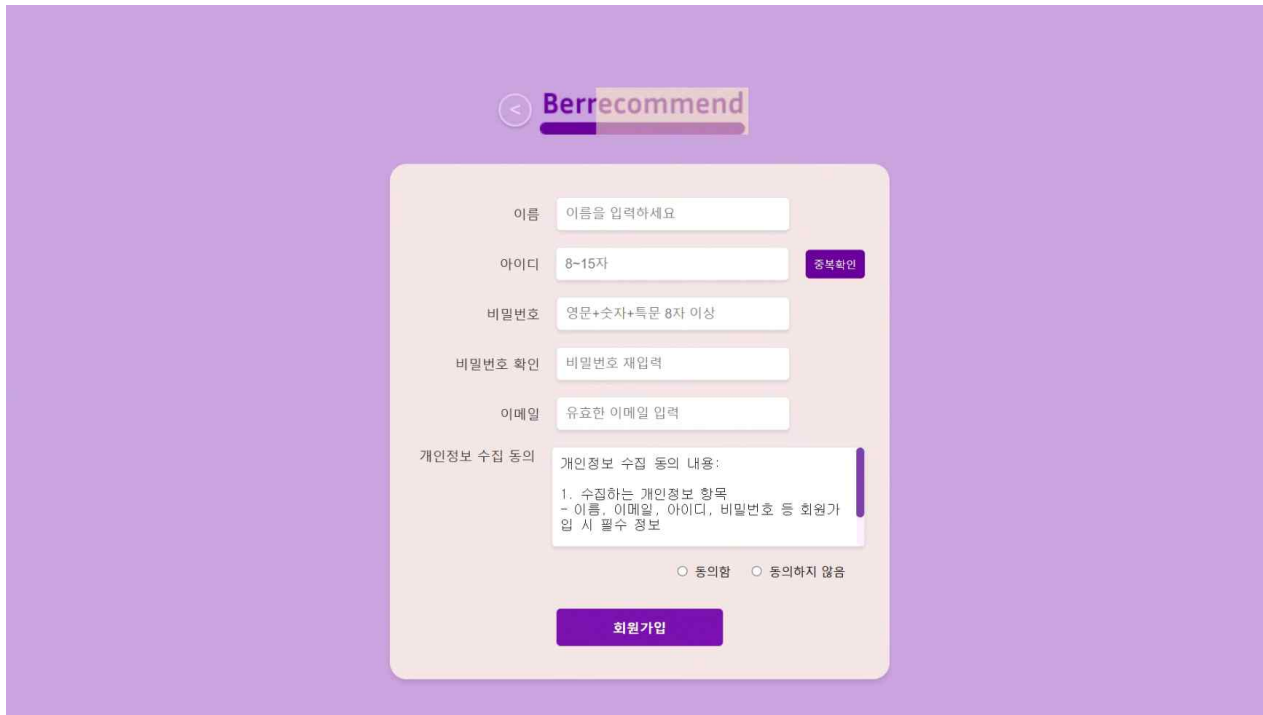 <
Berrecommend
이름 이름을 입력하세요
아이디 8~15자 중복확인
비밀번호 영문+숫자+특문 8자 이상
비밀번호 확인 비밀번호 재입력
이메일 유효한 이메일 입력
개인정보 수집 동의
개인정보 수집 동의 내용:
1. 수집하는 개인정보 항목
- 이름, 이메일, 아이디, 비밀번호 등 회원가
입 시 필수 정보
동의함 동의하지 않음
회원가입